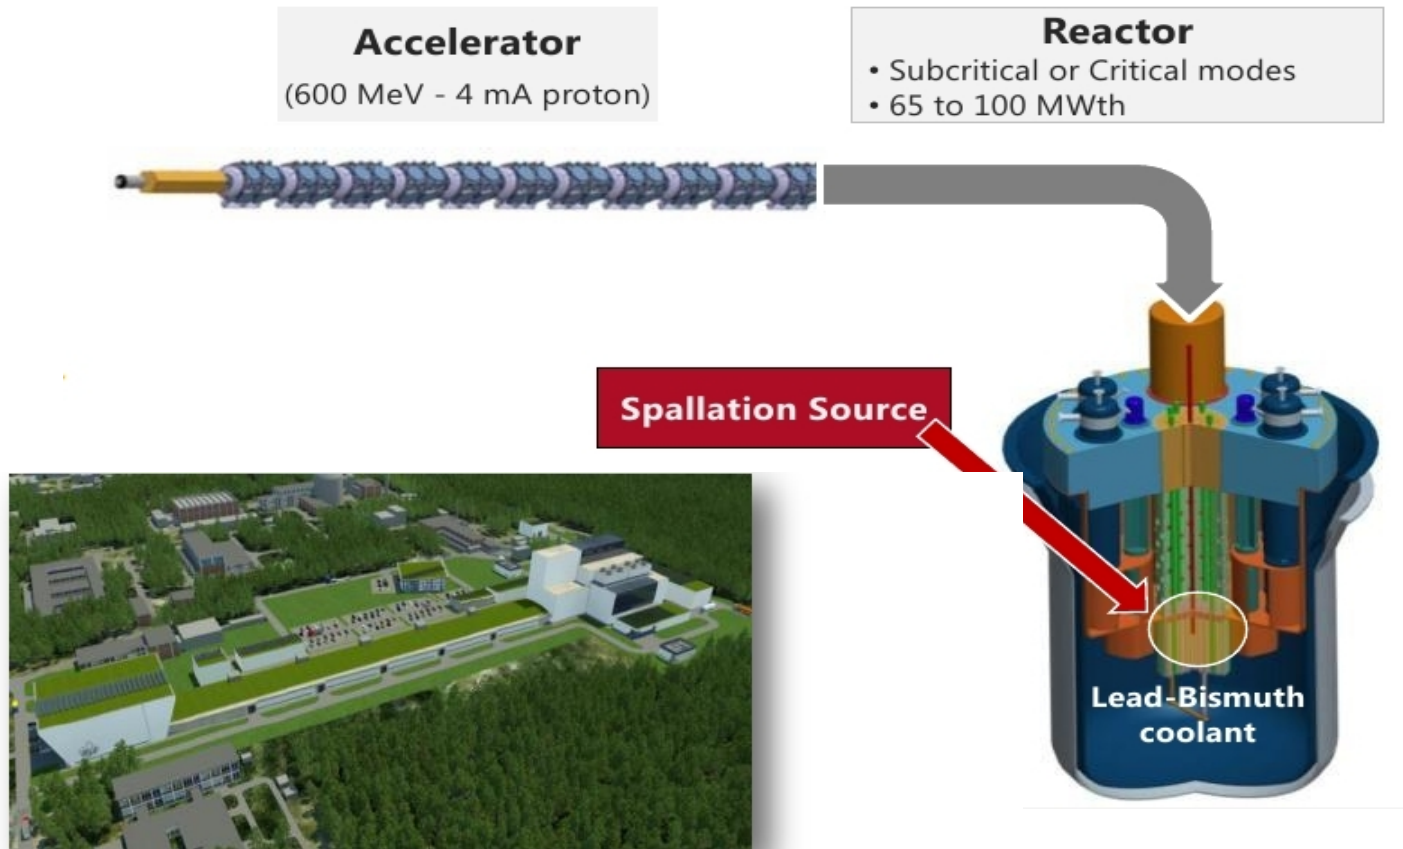 Accelerator
(600 MeV - 4 mA proton)
Reactor
• Subcritical or Critical modes
• 65 to 100 MWth
Spallation Source
Lead-Bismuth
coolant